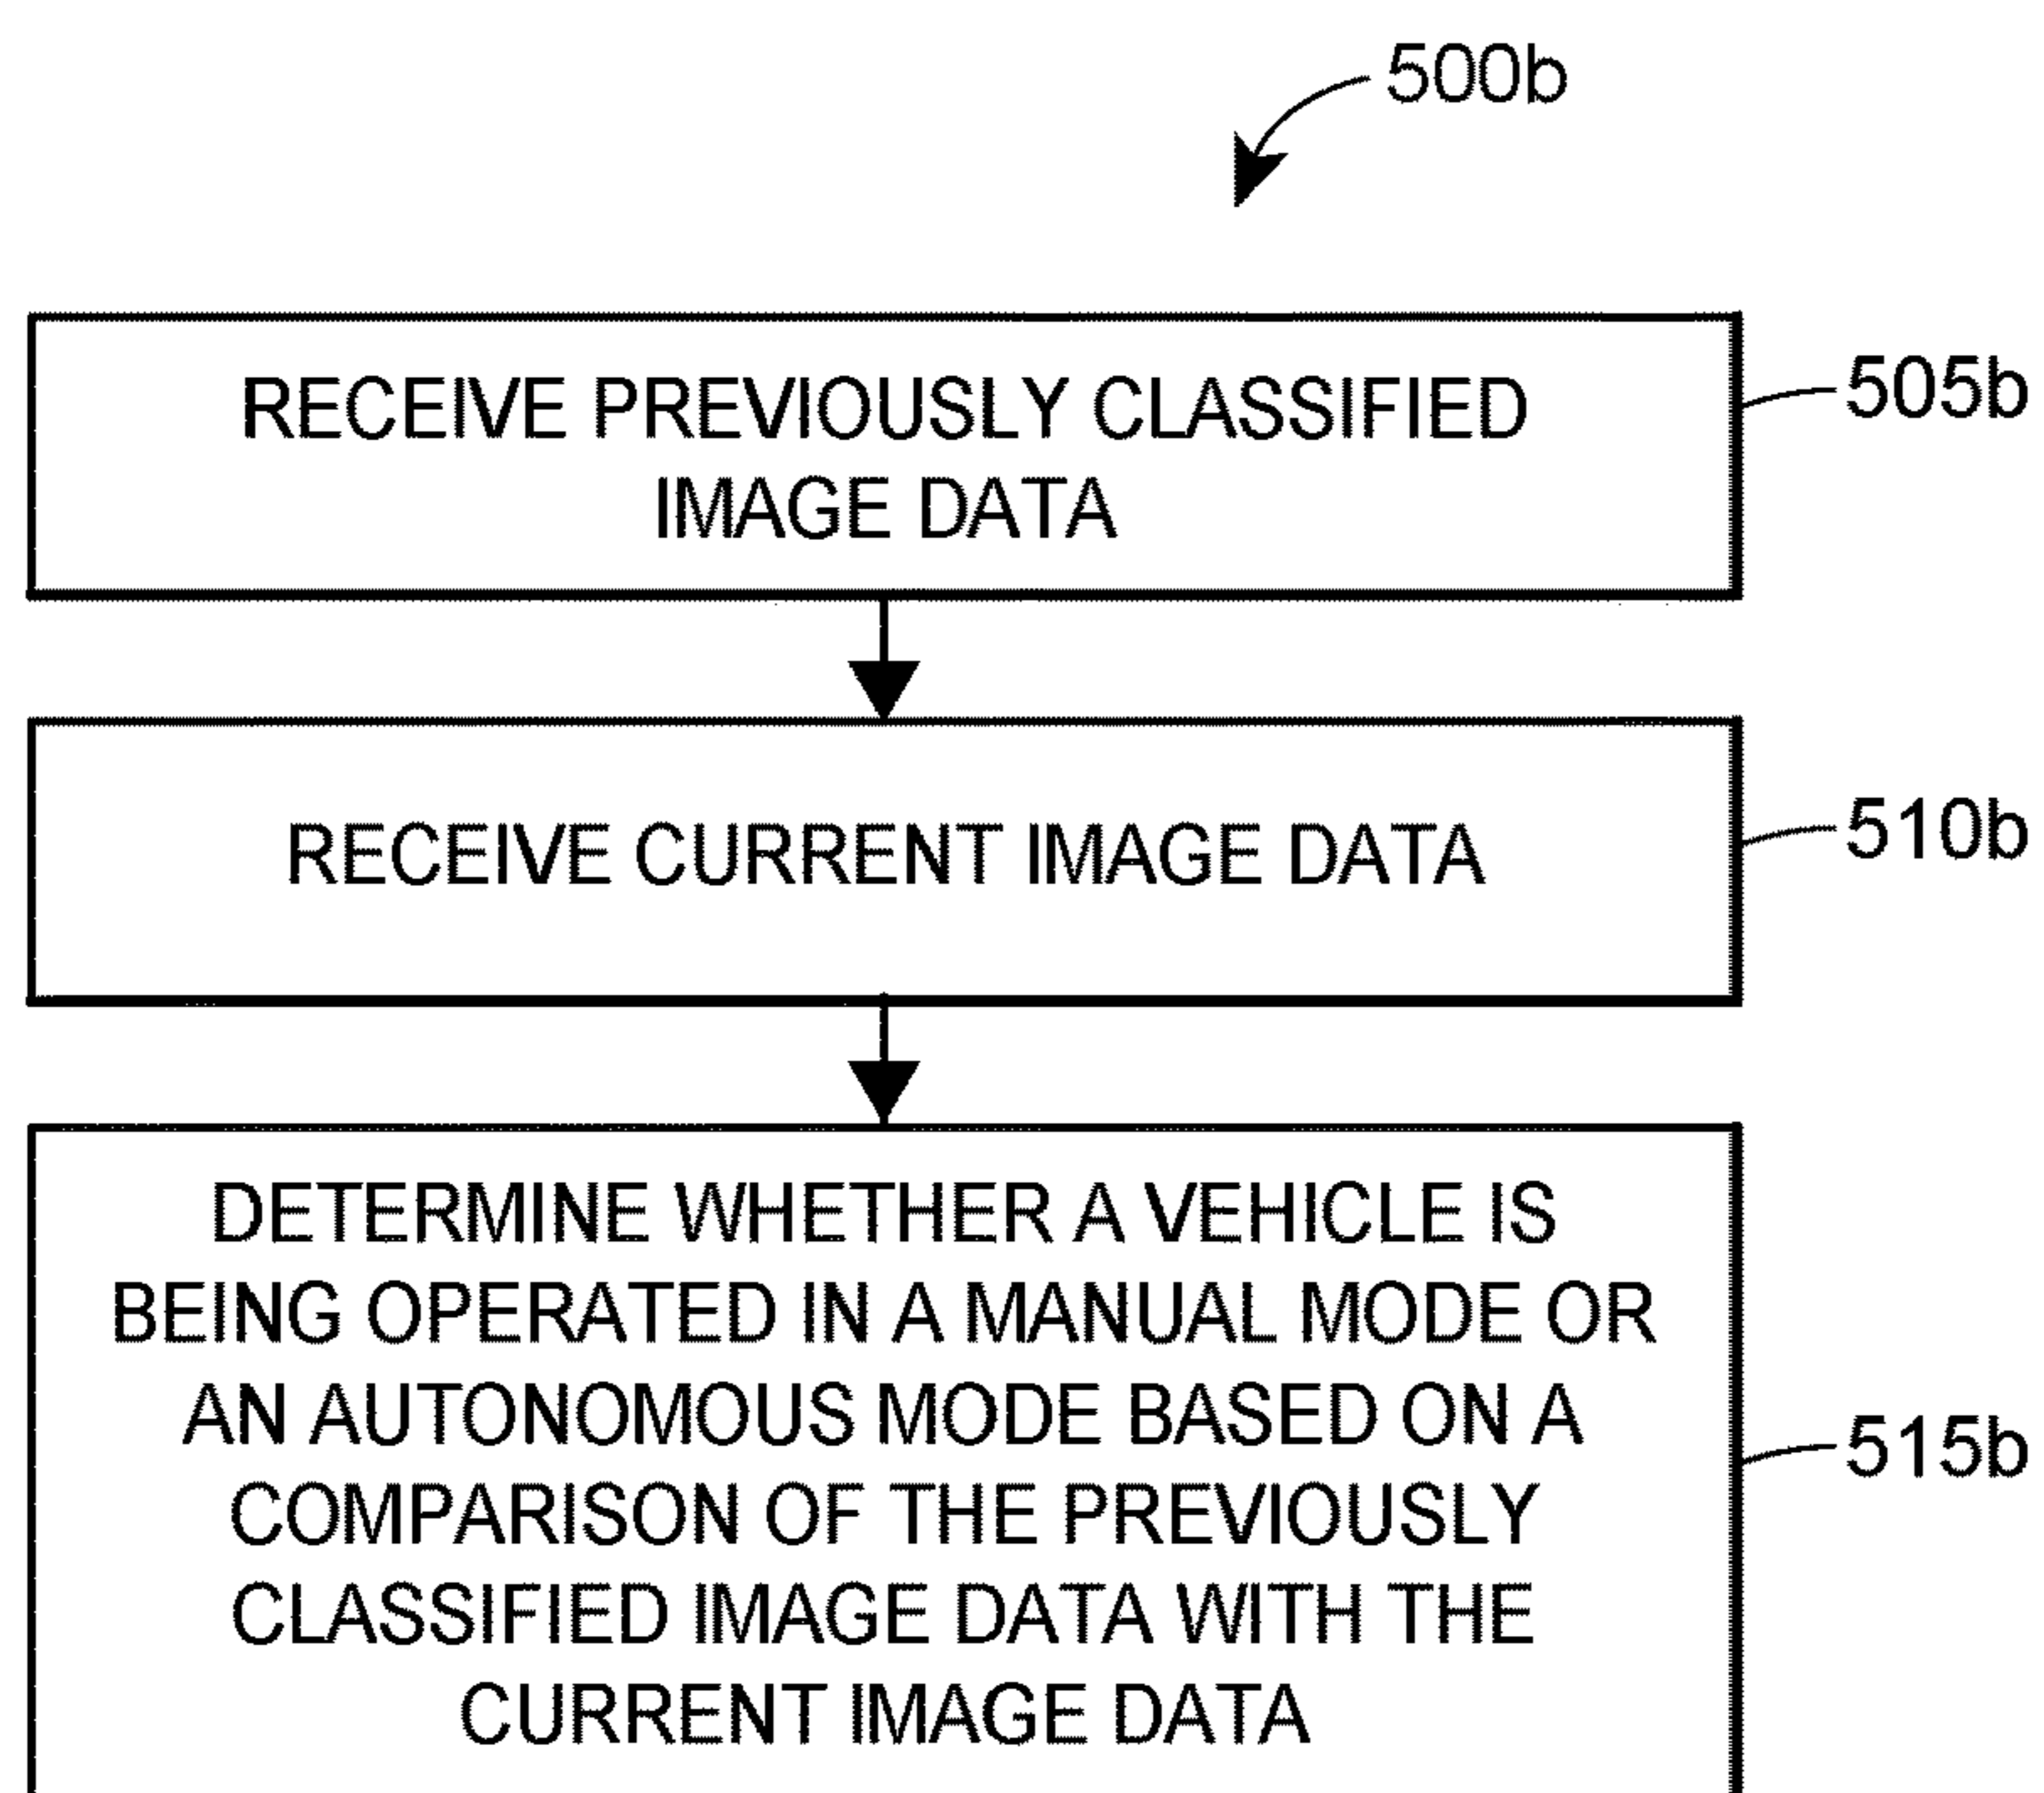 500b
RECEIVE PREVIOUSLY CLASSIFIED
IMAGE DATA
505b
RECEIVE CURRENT IMAGE DATA
510b
DETERMINE WHETHER A VEHICLE IS
BEING OPERATED IN A MANUAL MODE OR
AN AUTONOMOUS MODE BASED ON A
COMPARISON OF THE PREVIOUSLY
CLASSIFIED IMAGE DATA WITH THE
CURRENT IMAGE DATA
515b